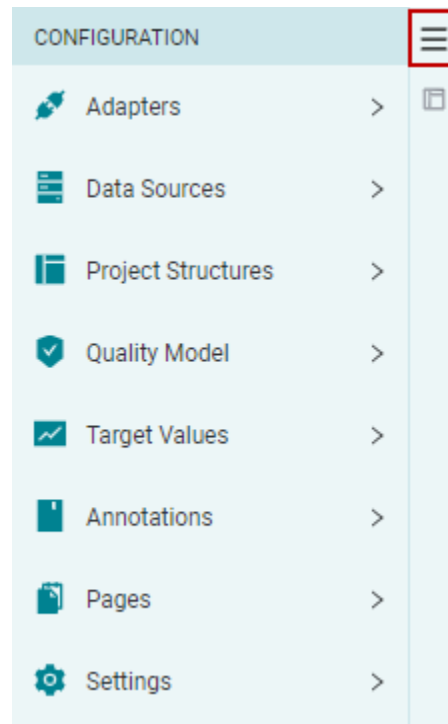 CONFIGURATION
Adapters
Data Sources
Project Structures
Quality Model
Target Values
Annotations
Pages
Settings